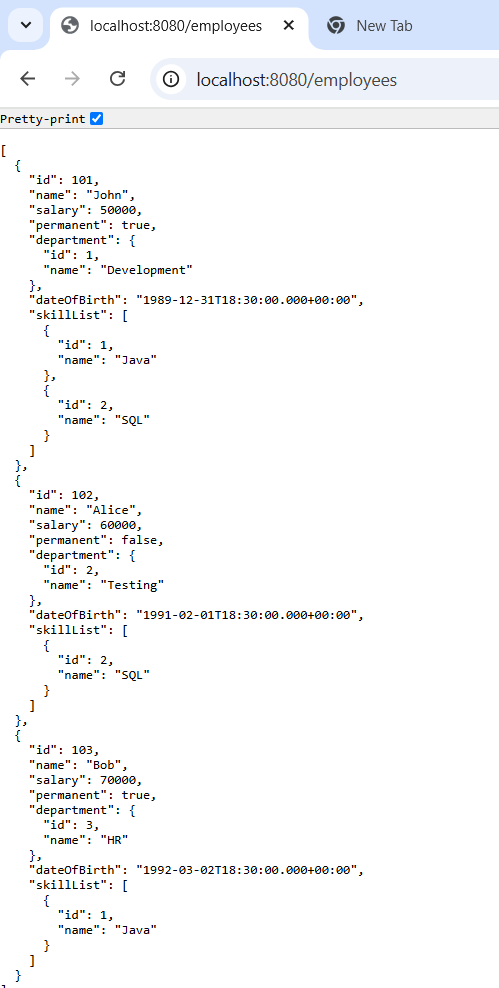 localhost:8080/employees
New Tab
localhost:8080/employees
Pretty-print
[
  {
    "id": 101,
    "name": "John",
    "salary": 50000,
    "permanent": true,
    "department": {
      "id": 1,
      "name": "Development"
    },
    "dateOfBirth": "1989-12-31T18:30:00.000+00:00",
    "skillList": [
      {
        "id": 1,
        "name": "Java"
      },
      {
        "id": 2,
        "name": "SQL"
      }
    ]
  },
  {
    "id": 102,
    "name": "Alice",
    "salary": 60000,
    "permanent": false,
    "department": {
      "id": 2,
      "name": "Testing"
    },
    "dateOfBirth": "1991-02-01T18:30:00.000+00:00",
    "skillList": [
      {
        "id": 2,
        "name": "SQL"
      }
    ]
  },
  {
    "id": 103,
    "name": "Bob",
    "salary": 70000,
    "permanent": true,
    "department": {
      "id": 3,
      "name": "HR"
    },
    "dateOfBirth": "1992-03-02T18:30:00.000+00:00",
    "skillList": [
      {
        "id": 1,
        "name": "Java"
      }
    ]
  }